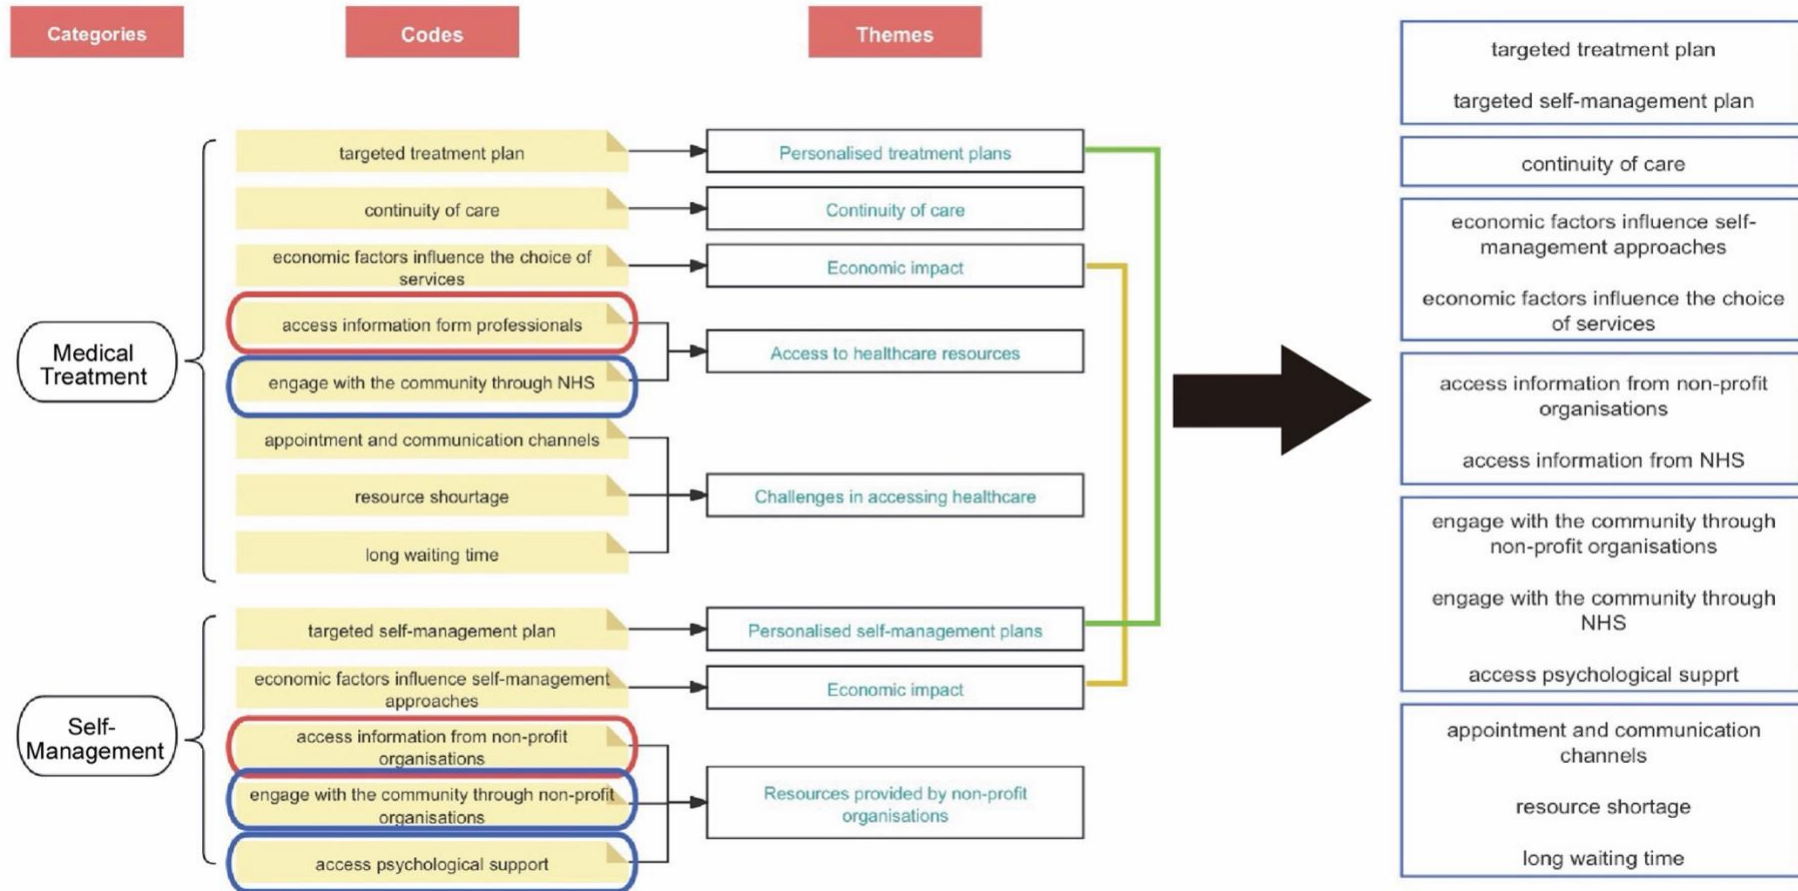 Categories
Codes
Themes
Medical
Treatment
targeted treatment plan
continuity of care
economic factors influence the choice of
services
access information form professionals
engage with the community through NHS
appointment and communication channels
resource shourtage
long waiting time
Personalised treatment plans
Continuity of care
Economic impact
Access to healthcare resources
Challenges in accessing healthcare
Self-
Management
targeted self-management plan
economic factors influence self-management
approaches
access information from non-profit
organisations
engage with the community through non-profit
organisations
access psychological support
Personalised self-management plans
Economic impact
Resources provided by non-profit
organisations
targeted treatment plan
targeted self-management plan
continuity of care
economic factors influence self-
management approaches
economic factors influence the choice
of services
access information from non-profit
organisations
access information from NHS
engage with the community through
non-profit organisations
engage with the community through
NHS
access psychological supprt
appointment and communication
channels
resource shortage
long waiting time